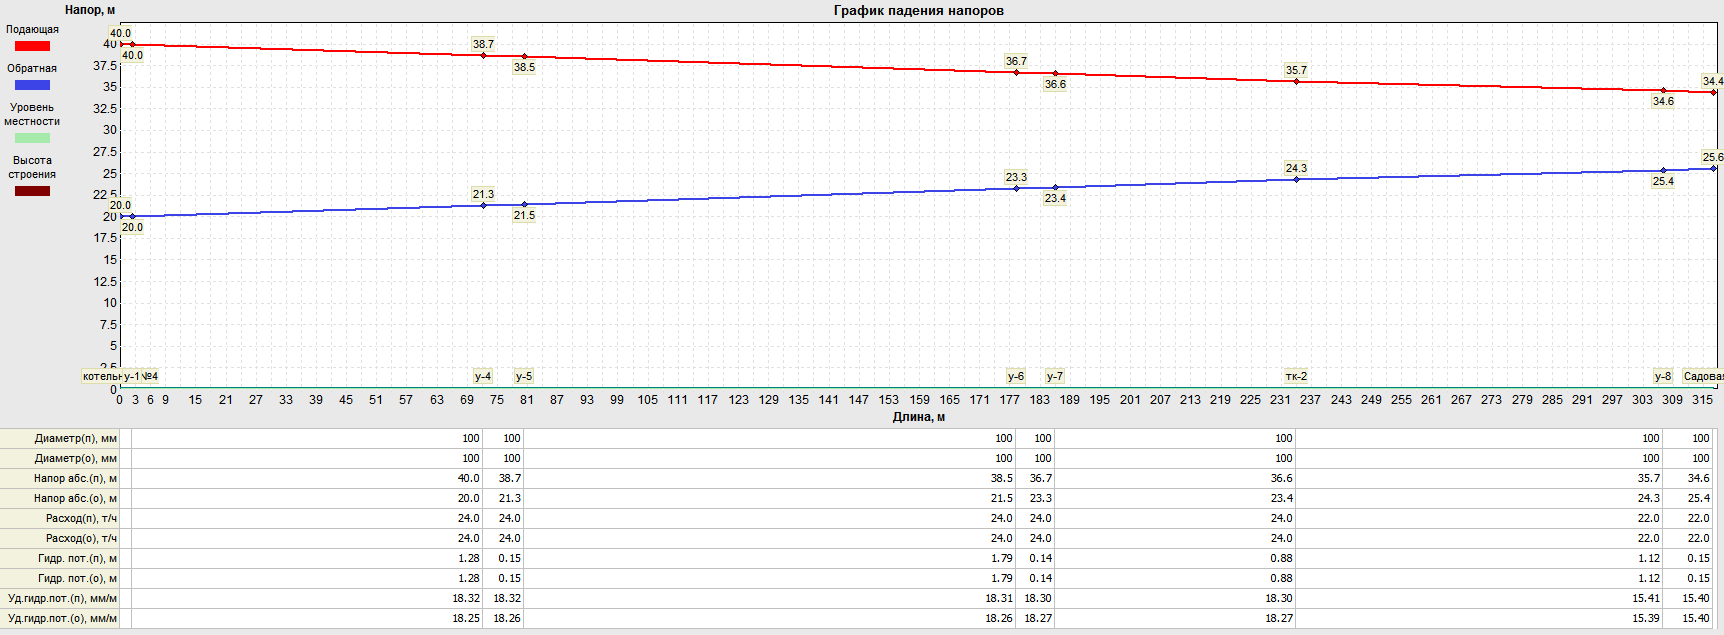 Напор, м
График падения напоров
Подающая
Обратная
Уровень
местности
Высота
строения
40
37.5
35
32.5
30
27.5
25
22.5
20
17.5
15
12.5
10
7.5
5
2.5
0
40.0
40.0
38.7
38.5
36.7
36.6
35.7
34.6
34.4
20.0
20.0
21.3
21.5
23.3
23.4
24.3
25.4
25.6
котельн у-1 №4 у-4 у-5 у-6 у-7 тк-2 у-8 Садовая
0 3 6 9 15 21 27 33 39 45 51 57 63 69 75 81 87 93 99 105 111 117 123 129 135 141 147 153 159 165 171 177 183 189 195 201 207 213 219 225 231 237 243 249 255 261 267 273 279 285 291 297 303 309 315
Длина, м
Диаметр(п), мм 100 100 100 100 100 100 100
Диаметр(о), мм 100 100 100 100 100 100 100
Напор абс.(п), м 40.0 38.7 38.5 36.7 36.6 35.7 34.6
Напор абс.(о), м 20.0 21.3 21.5 23.3 23.4 24.3 25.4
Расход(п), т/ч 24.0 24.0 24.0 24.0 24.0 22.0 22.0
Расход(о), т/ч 24.0 24.0 24.0 24.0 24.0 22.0 22.0
Гидр. пот.(п), м 1.28 0.15 1.79 0.14 0.88 1.12 0.15
Гидр. пот.(о), м 1.28 0.15 1.79 0.14 0.88 1.12 0.15
Уд.гидр.пот.(п), мм/м 18.32 18.32 18.31 18.30 18.30 15.41 15.40
Уд.гидр.пот.(о), мм/м 18.25 18.26 18.26 18.27 18.27 15.39 15.40